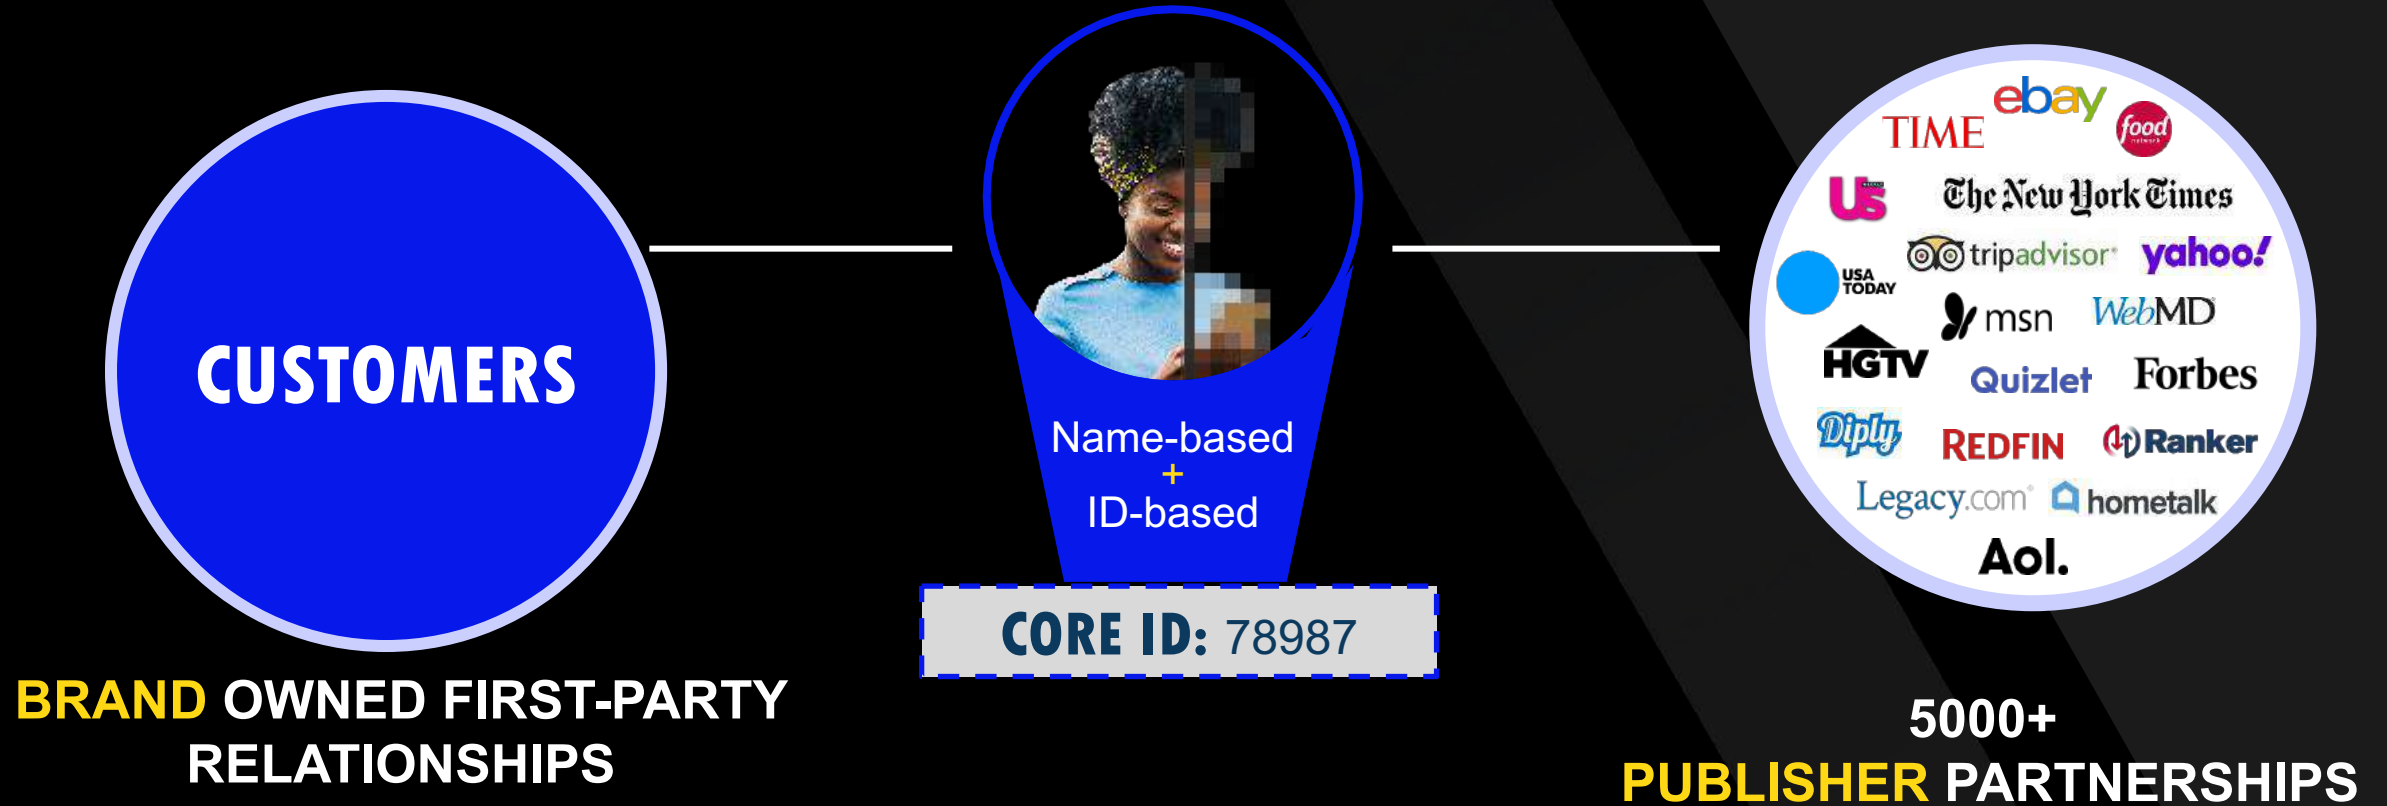 CUSTOMERS
BRAND OWNED FIRST-PARTY
RELATIONSHIPS
Name-based
+
ID-based
CORE ID: 78987
ebay
TIME
food
network
Us
The New York Times
tripadvisor
yahoo!
USA
TODAY
msn
WebMD
HGTV
Quizlet
Forbes
Diply
REDFIN
Ranker
Legacy.com
hometalk
Aol.
5000+
PUBLISHER PARTNERSHIPS